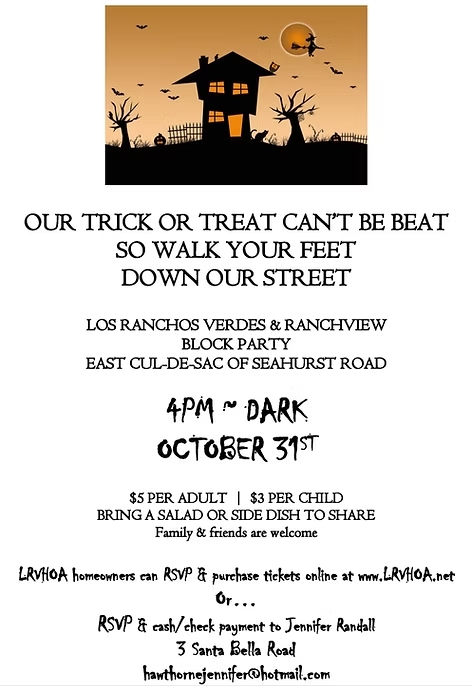 OUR TRICK OR TREAT CAN'T BE BEAT
SO WALK YOUR FEET
DOWN OUR STREET
LOS RANCHOS VERDES & RANCHVIEW
BLOCK PARTY
EAST CUL-DE-SAC OF SEAHURST ROAD
4PM ~ DARK
OCTOBER 31ST
$5 PER ADULT | $3 PER CHILD
BRING A SALAD OR SIDE DISH TO SHARE
Family & friends are welcome
LRVHOA homeowners can RSVP & purchase tickets online at www.LRVHOA.net
Or...
RSVP & cash/check payment to Jennifer Randall
3 Santa Bella Road
hawthornejennifer@hotmail.com